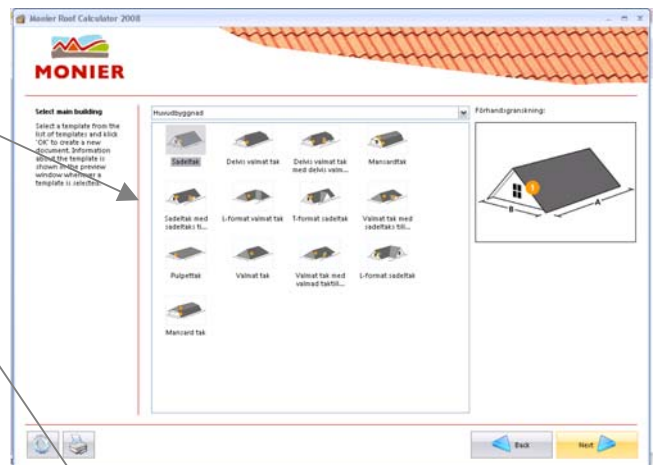 Monier Roof Calculator 2008
MONIER
Select main building
Select a template from the
list of templates and klick
'OK' to create a new
document. Information
about the template is
shown in the preview
window whenever a
template is selected.
Huvudbyggnad
Förhandsgranskning:
Sadeltak
Delvis valmat tak
Delvis valmat tak
med delvis valm...
Mansardtak
Sadeltak med
sadeltaks ti...
L-format valmat tak
T-format sadeltak
Valmat tak med
sadeltaks till...
Pulpettak
Valmat tak
Valmat tak med
valmad taktill...
L-format sadeltak
Mansard tak
1
B
A
Back
Next